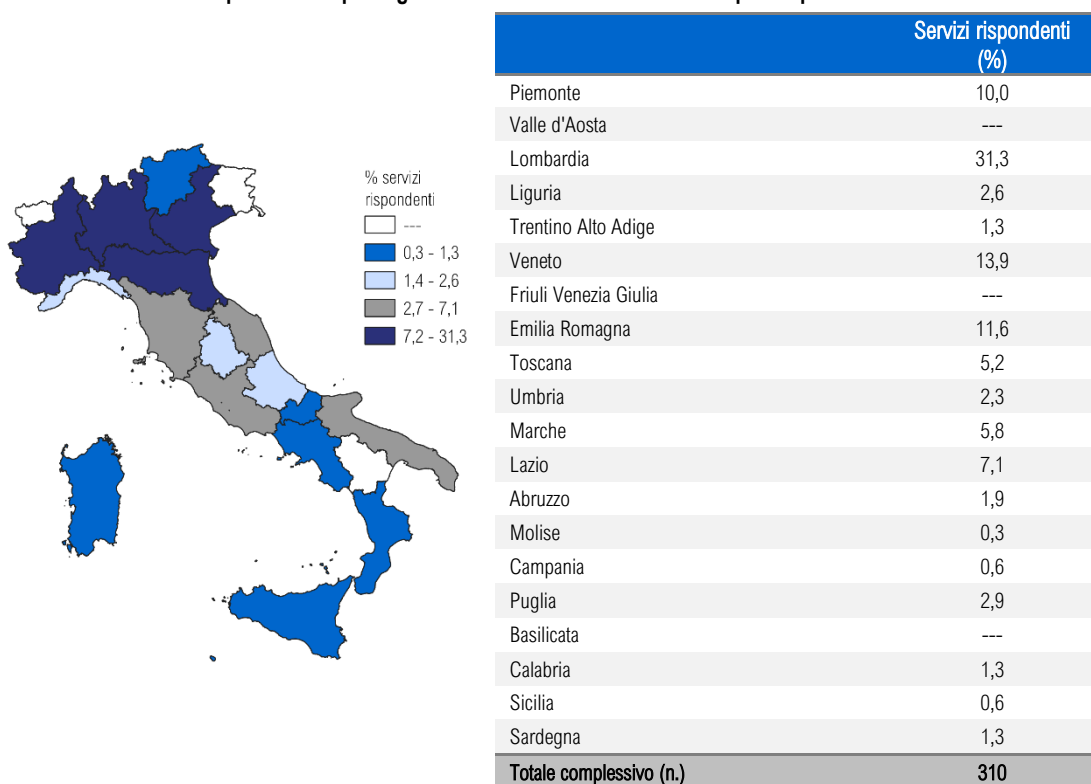 % servizi
rispondenti
---
0,3 - 1,3
1,4 - 2,6
2,7 - 7,1
7,2 - 31,3
Servizi rispondenti
(%)
Piemonte 10,0
Valle d'Aosta ---
Lombardia 31,3
Liguria 2,6
Trentino Alto Adige 1,3
Veneto 13,9
Friuli Venezia Giulia ---
Emilia Romagna 11,6
Toscana 5,2
Umbria 2,3
Marche 5,8
Lazio 7,1
Abruzzo 1,9
Molise 0,3
Campania 0,6
Puglia 2,9
Basilicata ---
Calabria 1,3
Sicilia 0,6
Sardegna 1,3
Totale complessivo (n.) 310